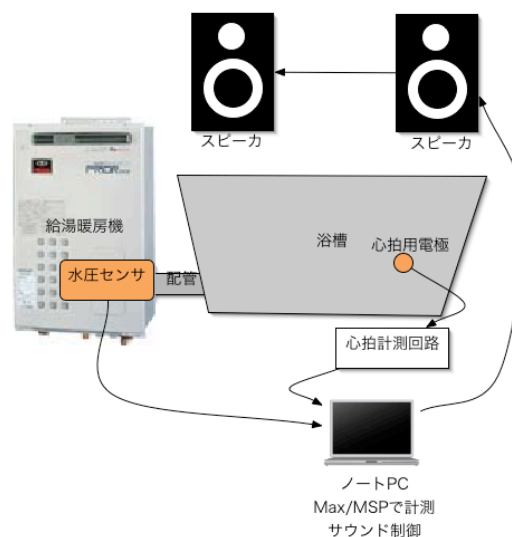 スピーカ
スピーカ
給湯暖房機
水圧センサ
配管
浴槽
心拍用電極
心拍計測回路
ノートPC
Max/MSPで計測
サウンド制御